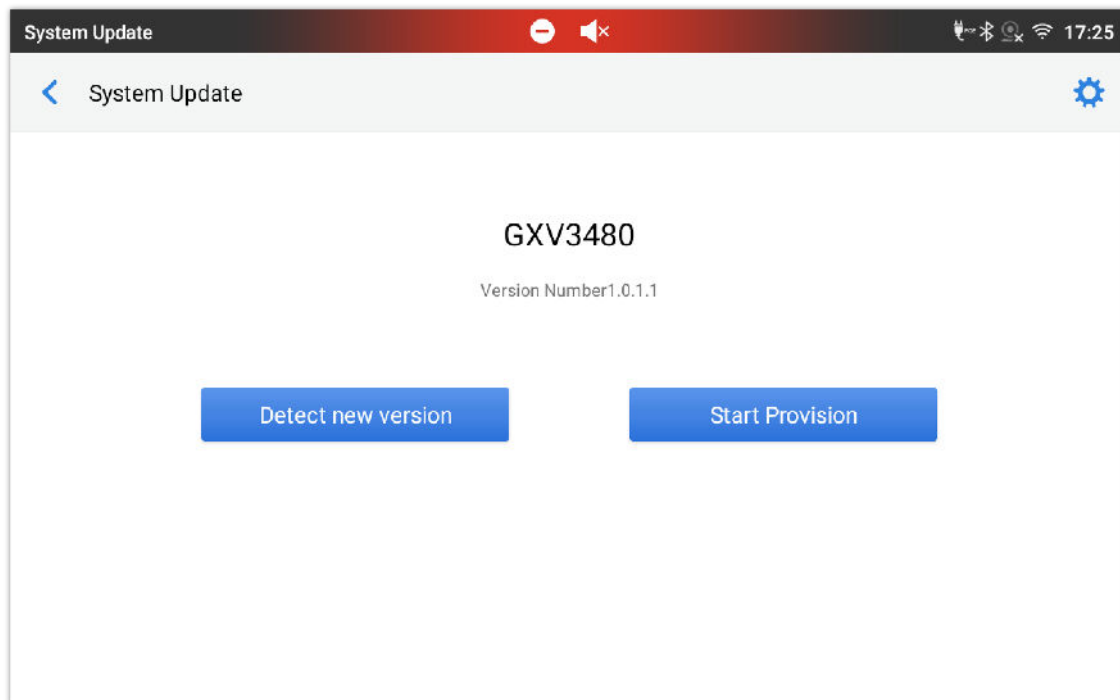 System Update
17:25
System Update
GXV3480
Version Number1.0.1.1
Detect new version
Start Provision